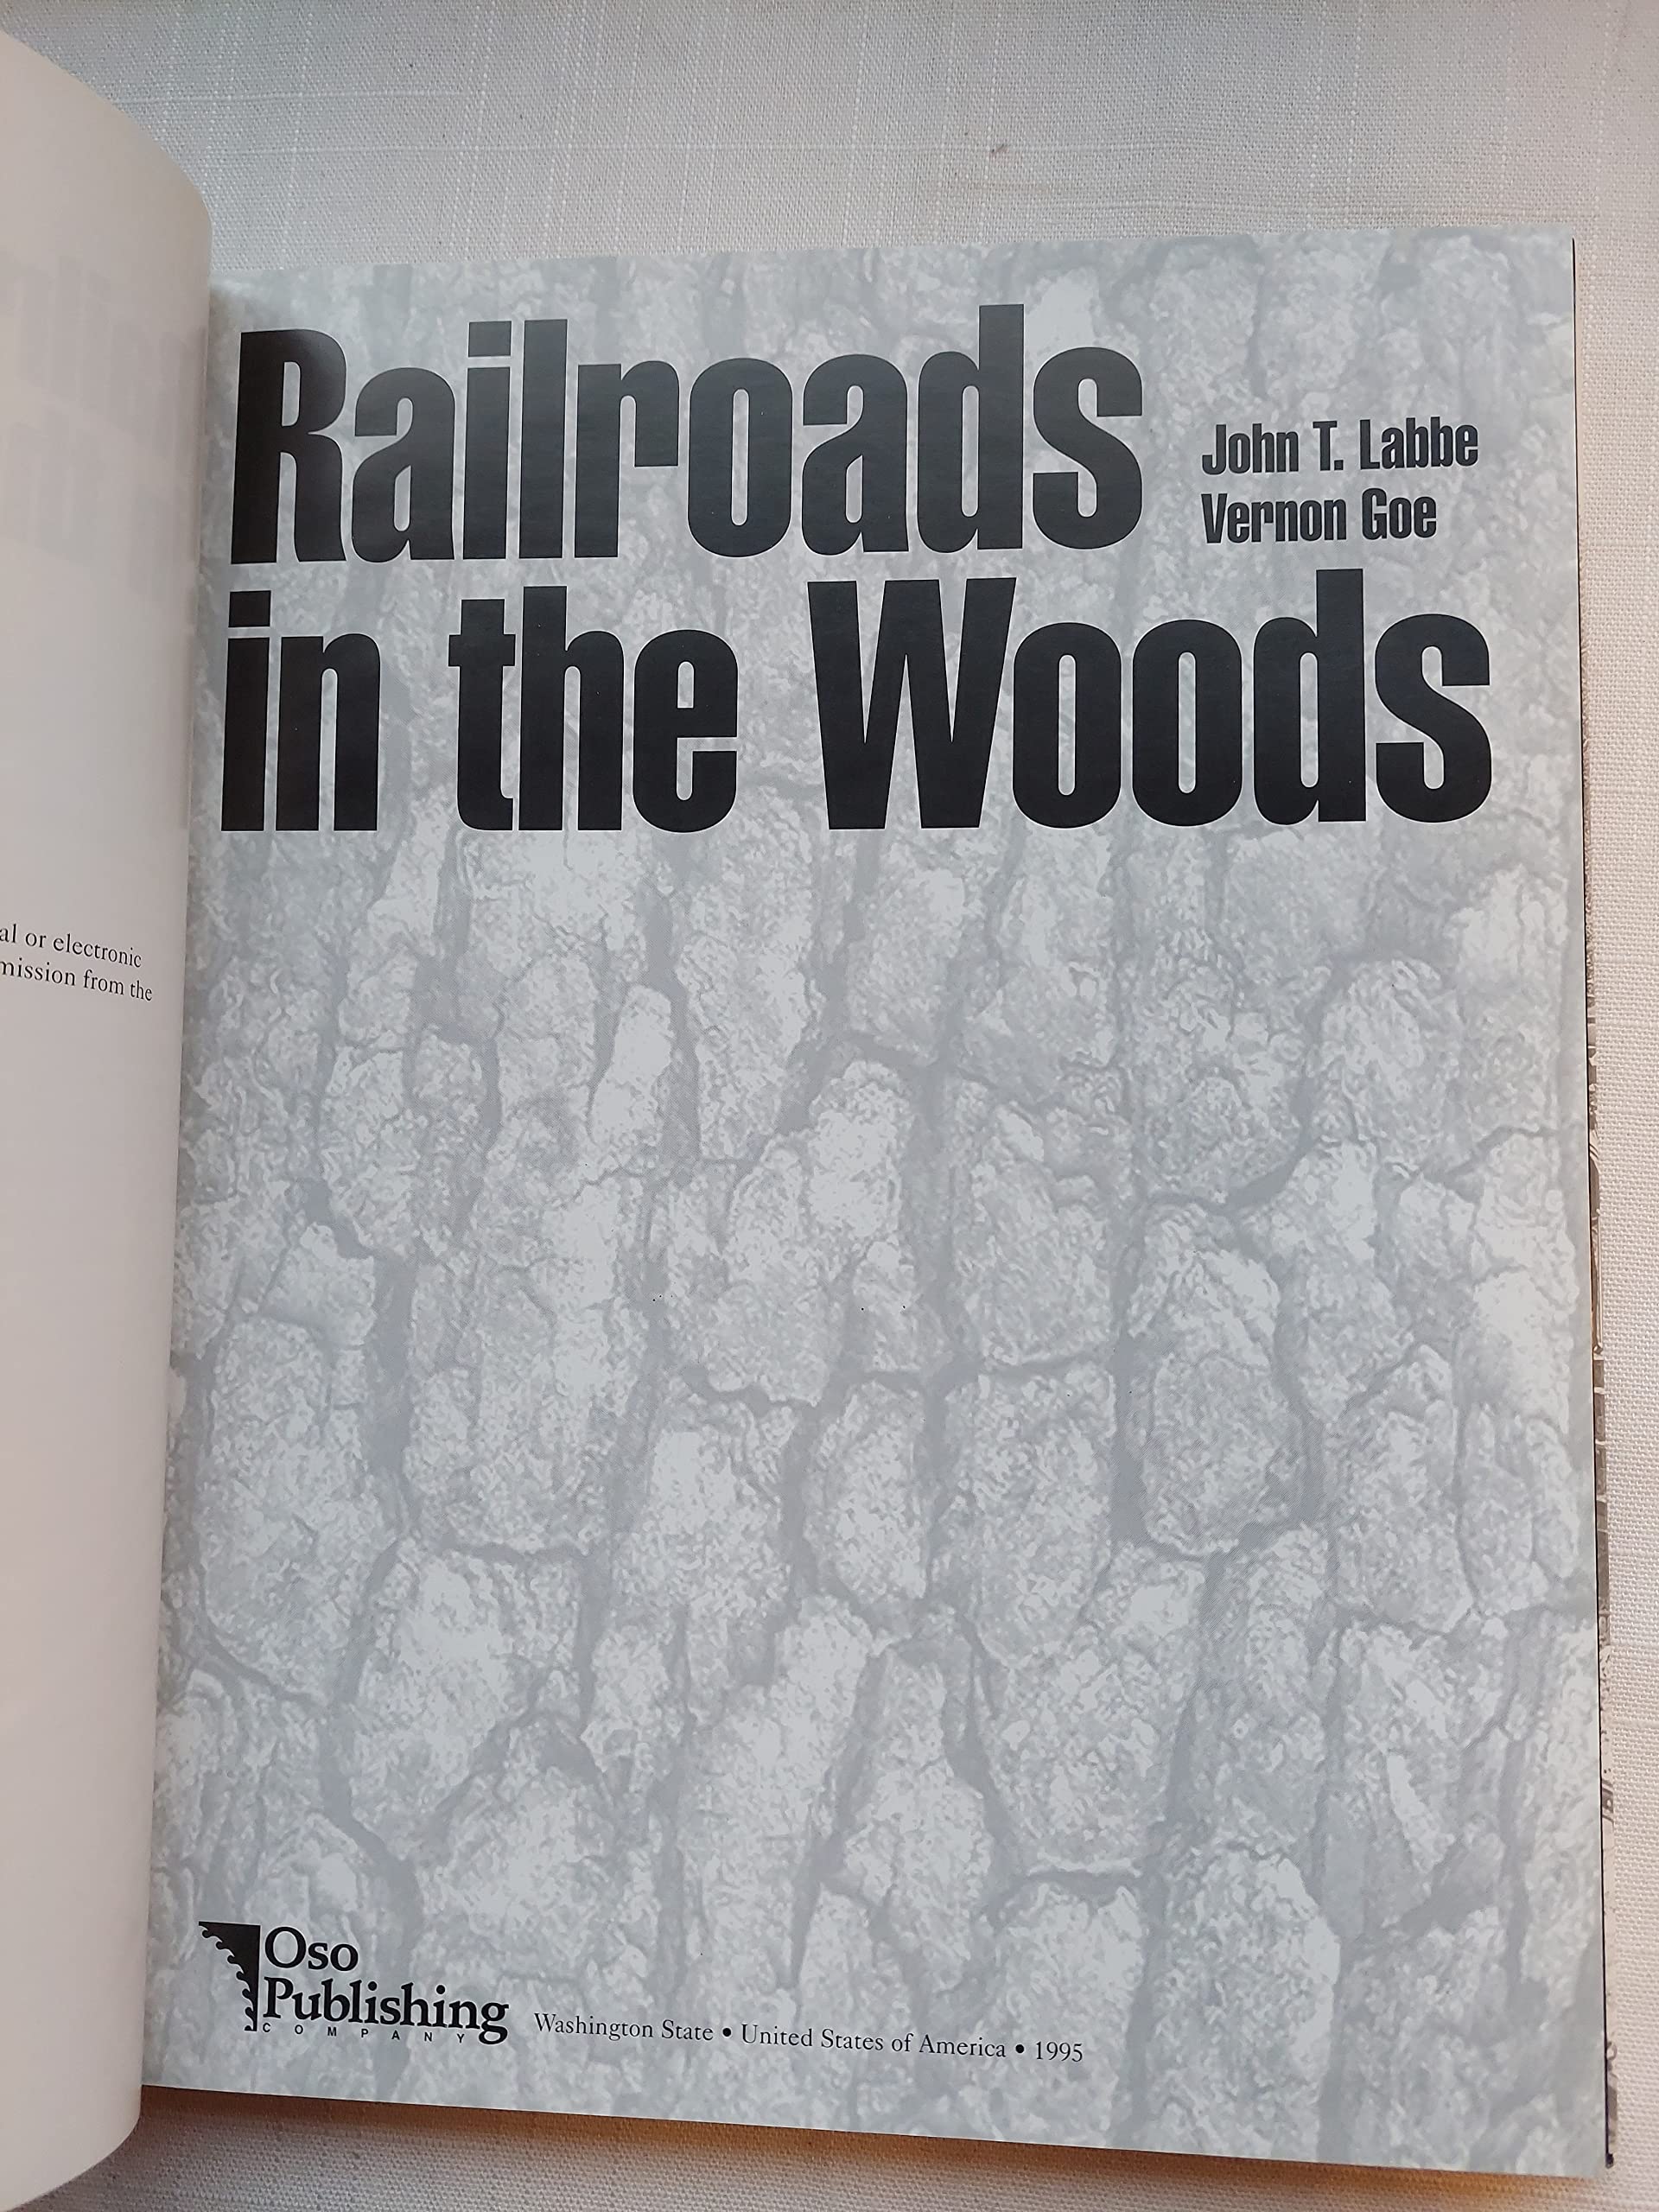 al or electronic
mission from the
Railroads
in the Woods
John T. Labbe
Vernon Goe
Oso
Publishing
COMPANY
Washington State • United States of America • 1995